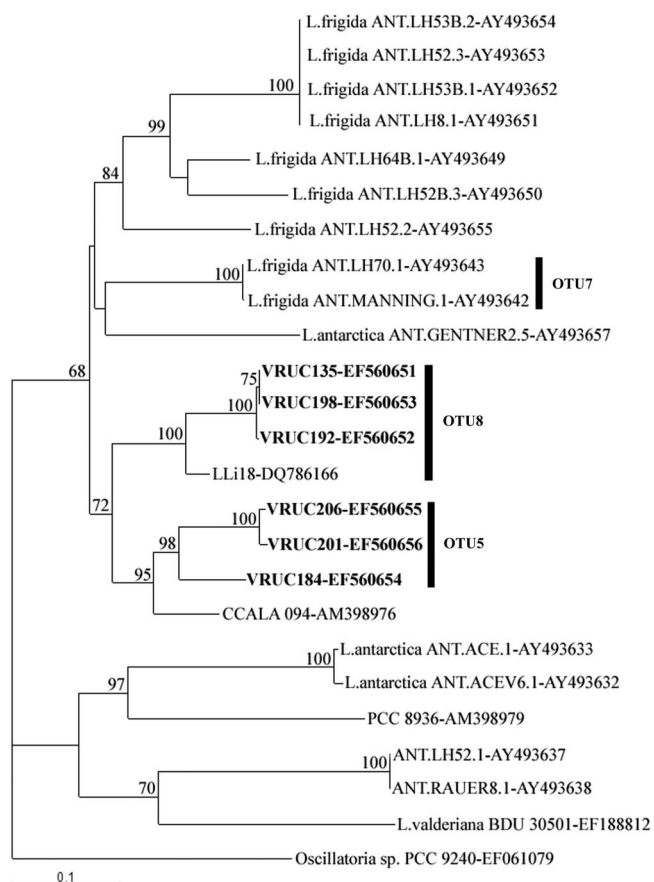 L.frigida ANT.LH53B.2-AY493654
L.frigida ANT.LH52.3-AY493653
100
L.frigida ANT.LH53B.1-AY493652
L.frigida ANT.LH8.1-AY493651
99
L.frigida ANT.LH64B.1-AY493649
84
L.frigida ANT.LH52B.3-AY493650
L.frigida ANT.LH52.2-AY493655
100
L.frigida ANT.LH70.1-AY493643
OTU7
L.frigida ANT.MANNING.1-AY493642
L.antarctica ANT.GENTNER2.5-AY493657
68
75
VRUC135-EF560651
VRUC198-EF560653
100
OTU8
100
VRUC192-EF560652
LLi18-DQ786166
72
VRUC206-EF560655
100
98
VRUC201-EF560656
OTU5
95
VRUC184-EF560654
CCALA 094-AM398976
L.antarctica ANT.ACE.1-AY493633
100
97
L.antarctica ANT.ACEV6.1-AY493632
PCC 8936-AM398979
ANT.LH52.1-AY493637
100
70
ANT.RAUER8.1-AY493638
L.valderiana BDU 30501-EF188812
Oscillatoria sp. PCC 9240-EF061079
0.1